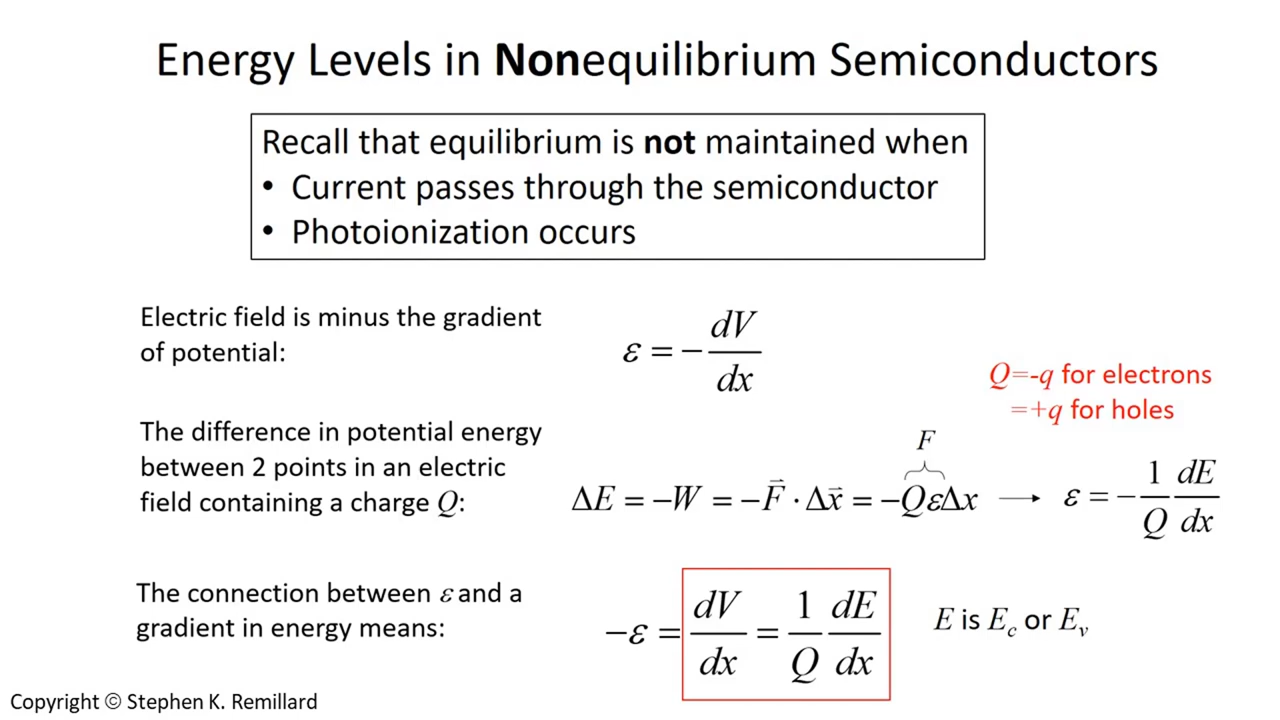 Energy Levels in Nonequilibrium Semiconductors
Recall that equilibrium is not maintained when
• Current passes through the semiconductor
• Photoionization occurs
Electric field is minus the gradient
of potential:
ε = − dV/dx
Q=-q for electrons
=+q for holes
The difference in potential energy
between 2 points in an electric
field containing a charge Q:
F
ΔE = −W = −F⃗ · Δx⃗ = −QεΔx → ε = − 1/Q dE/dx
The connection between ε and a
gradient in energy means:
−ε = dV/dx = 1/Q dE/dx
E is E_c or E_v
Copyright © Stephen K. Remillard